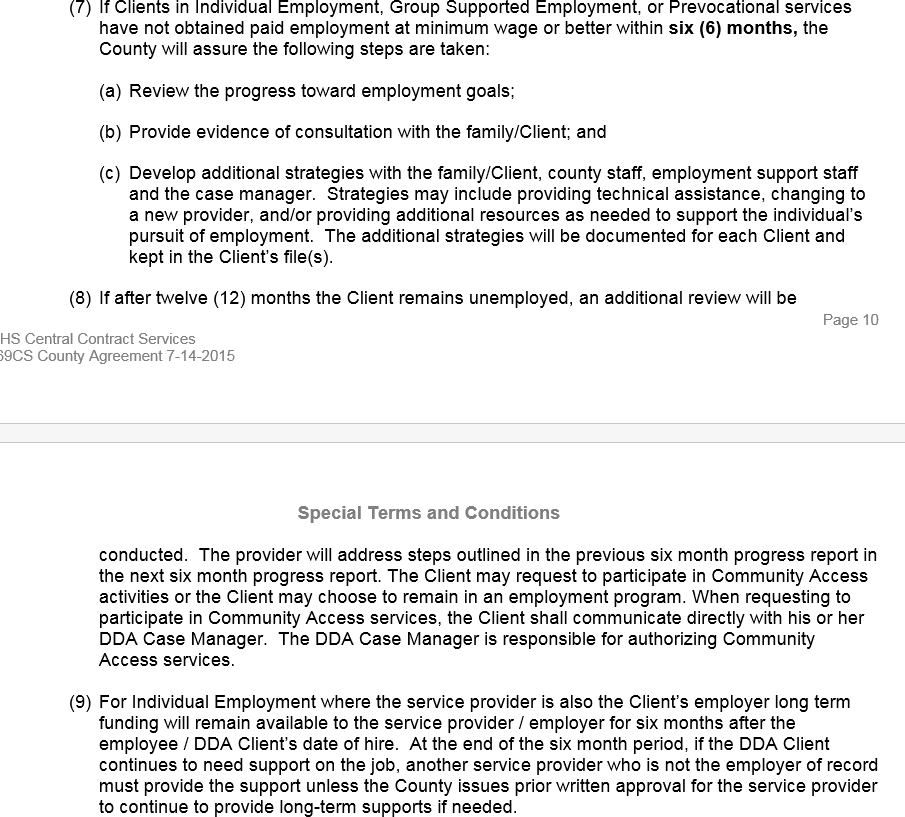 (7) If Clients in Individual Employment, Group Supported Employment, or Prevocational services
have not obtained paid employment at minimum wage or better within six (6) months, the
County will assure the following steps are taken:
(a) Review the progress toward employment goals;
(b) Provide evidence of consultation with the family/Client; and
(c) Develop additional strategies with the family/Client, county staff, employment support staff
and the case manager.  Strategies may include providing technical assistance, changing to
a new provider, and/or providing additional resources as needed to support the individual's
pursuit of employment.  The additional strategies will be documented for each Client and
kept in the Client's file(s).
(8) If after twelve (12) months the Client remains unemployed, an additional review will be
Page 10
HS Central Contract Services
69CS County Agreement 7-14-2015
Special Terms and Conditions
conducted.  The provider will address steps outlined in the previous six month progress report in
the next six month progress report. The Client may request to participate in Community Access
activities or the Client may choose to remain in an employment program. When requesting to
participate in Community Access services, the Client shall communicate directly with his or her
DDA Case Manager.  The DDA Case Manager is responsible for authorizing Community
Access services.
(9) For Individual Employment where the service provider is also the Client's employer long term
funding will remain available to the service provider / employer for six months after the
employee / DDA Client's date of hire.  At the end of the six month period, if the DDA Client
continues to need support on the job, another service provider who is not the employer of record
must provide the support unless the County issues prior written approval for the service provider
to continue to provide long-term supports if needed.